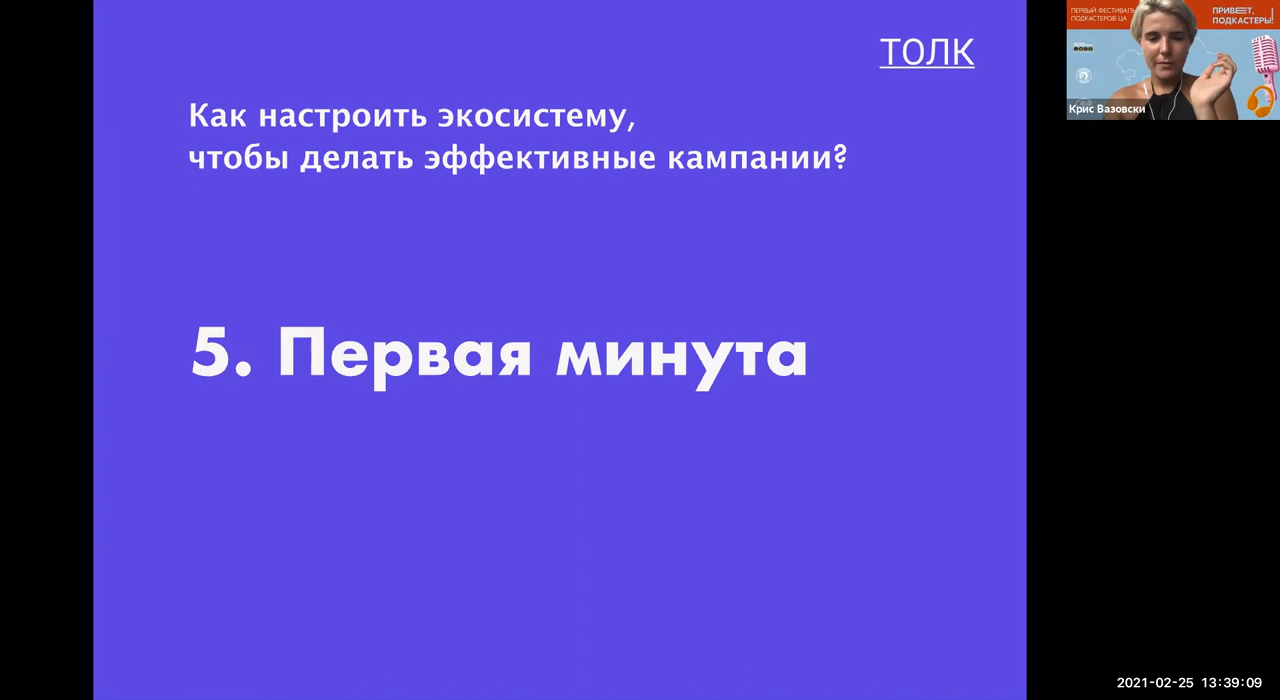 ТОЛК
Как настроить экосистему,
чтобы делать эффективные кампании?
5. Первая минута
ПЕРВЫЙ ФЕСТИВАЛЬ
ПОДКАСТЕРОВ ЦА
ПРИВЕЕТ,
ПОДКАСТЕРЫ!
Крис Вазовски
2021-02-25 13:39:09